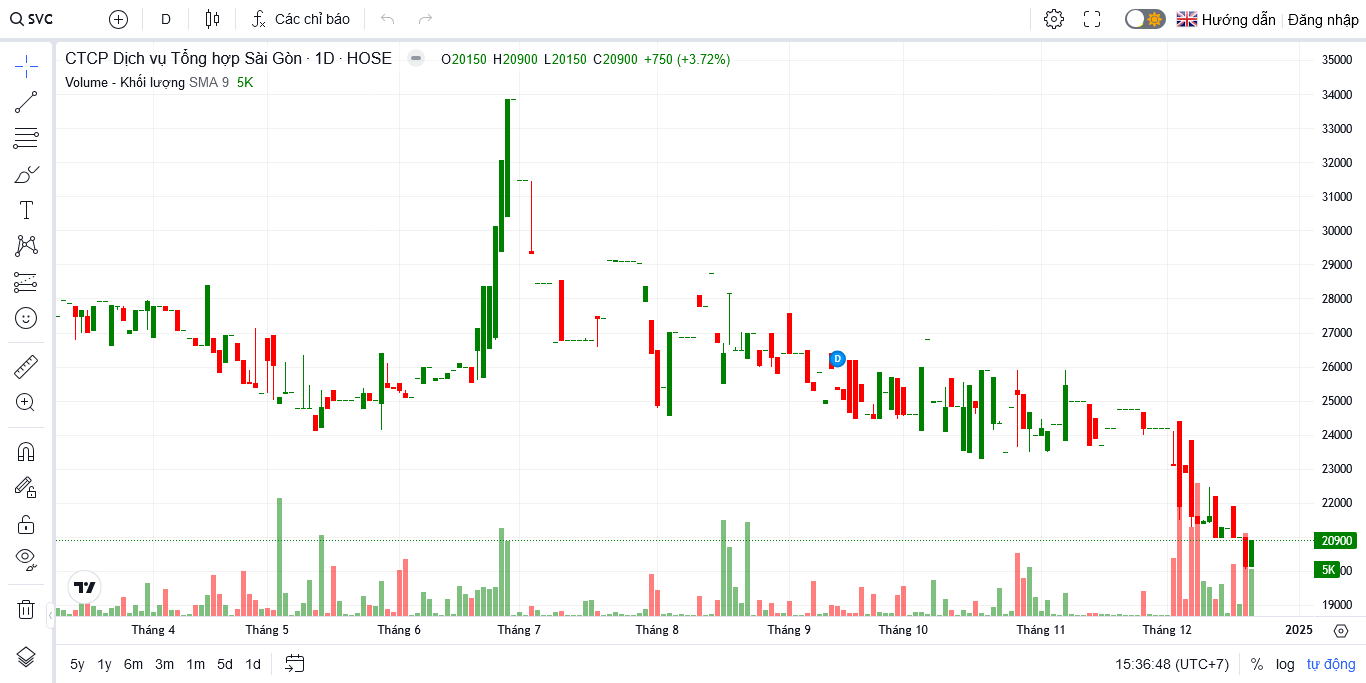 SVC D Các chỉ báo Hướng dẫn Đăng nhập
CTCP Dịch vụ Tổng hợp Sài Gòn · 1D · HOSE O20150 H20900 L20150 C20900 +750 (+3.72%)
Volume - Khối lượng SMA 9 5K
35000
34000
33000
32000
31000
30000
29000
28000
27000
26000
D
25000
24000
23000
22000
20900
5K
00
19000
Tháng 4 Tháng 5 Tháng 6 Tháng 7 Tháng 8 Tháng 9 Tháng 10 Tháng 11 Tháng 12 2025
5y 1y 6m 3m 1m 5d 1d 15:36:48 (UTC+7) % log tự động